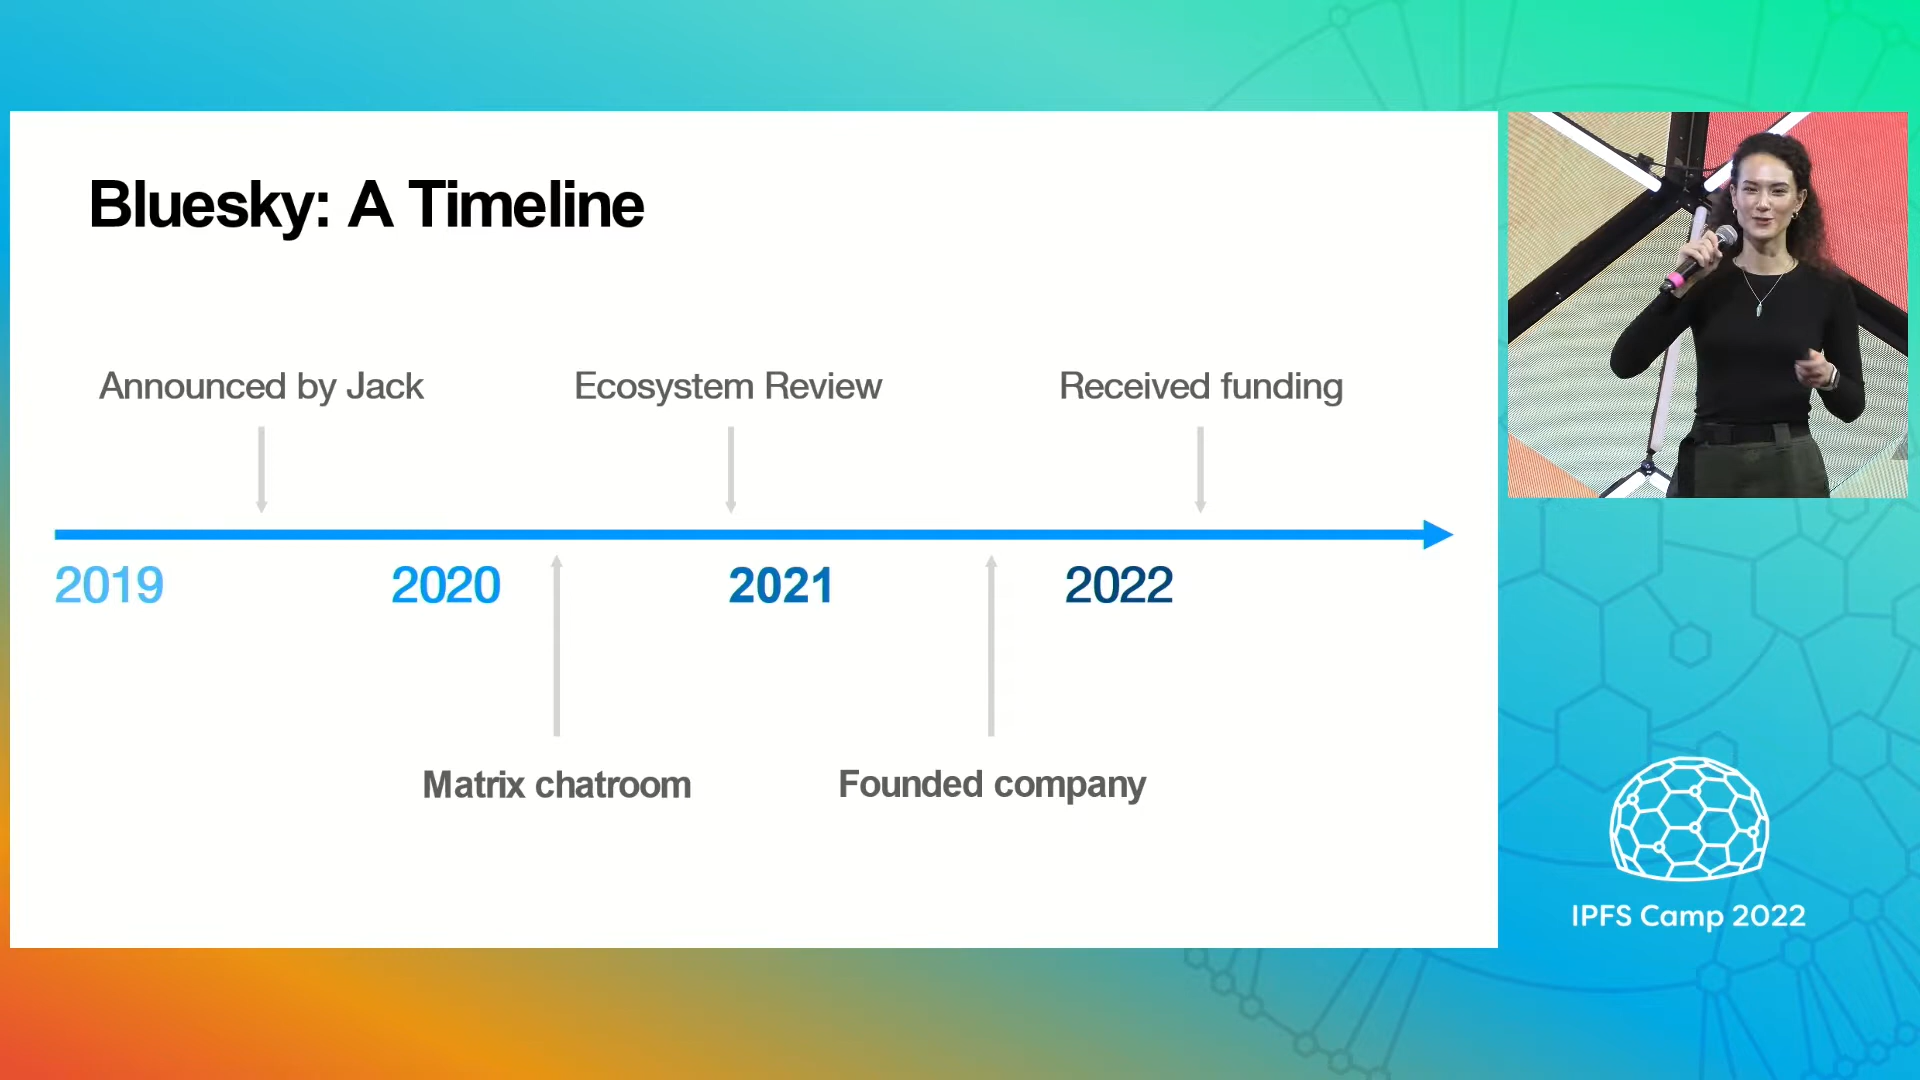 Bluesky: A Timeline
Announced by Jack
Ecosystem Review
Received funding
2019
2020
2021
2022
Matrix chatroom
Founded company
IPFS Camp 2022